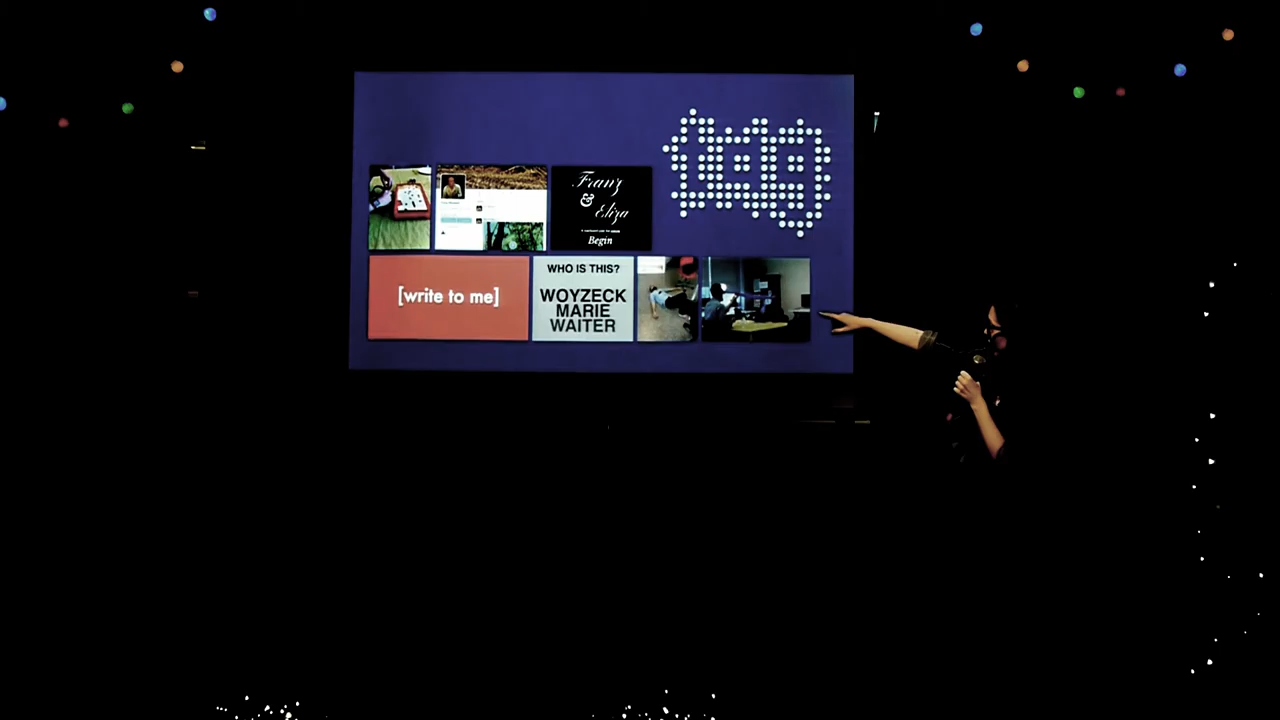 Franz
&
Eliza
Begin
[write to me]
WHO IS THIS?
WOYZECK
MARIE
WAITER